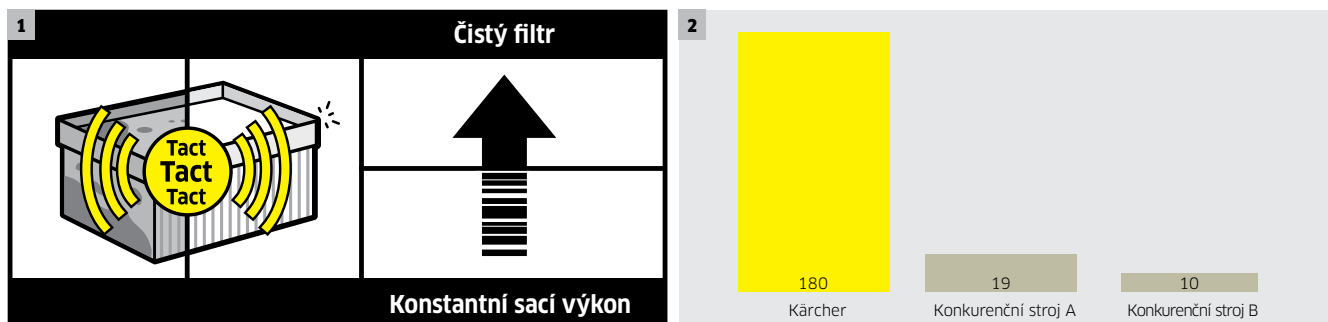 1
Čistý filtr
Tact
Tact
Tact
Konstantní sací výkon
2
180
19
10
Kärcher
Konkurenční stroj A
Konkurenční stroj B